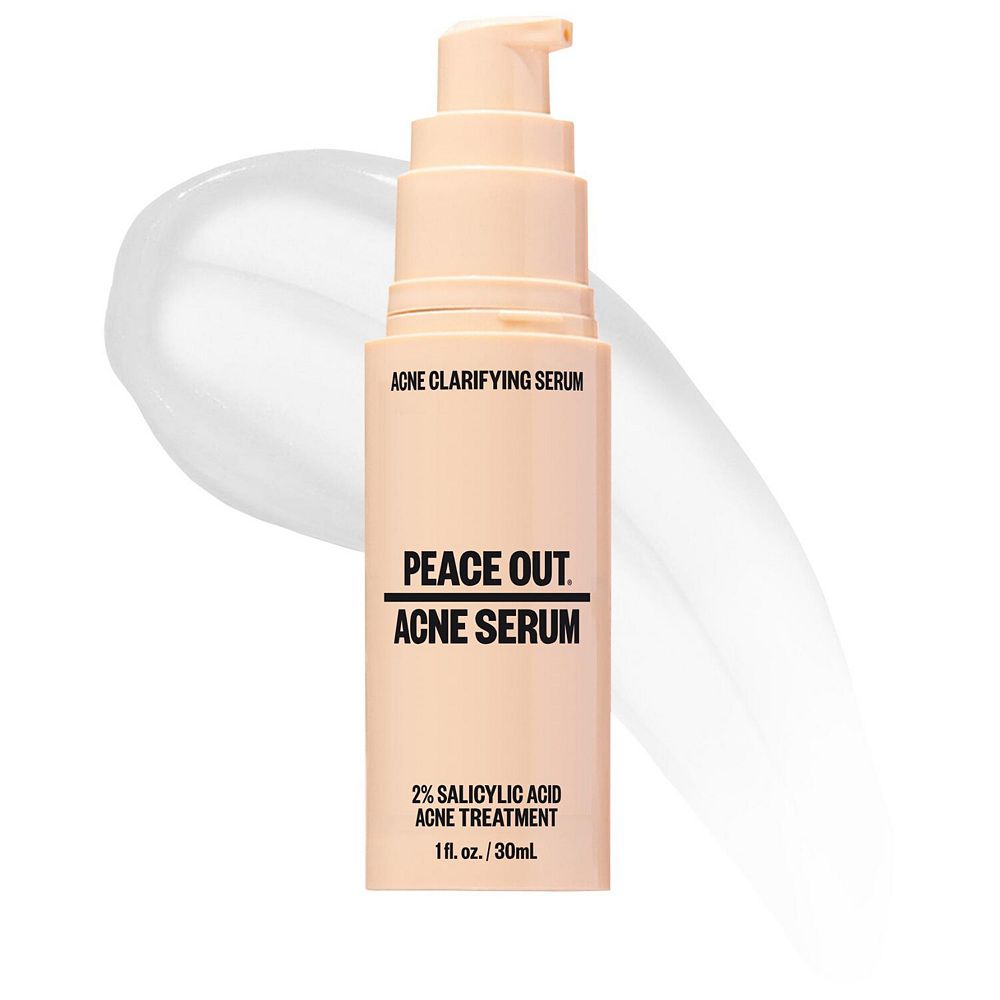 ACNE CLARIFYING SERUM
PEACE OUT®
ACNE SERUM
2% SALICYLIC ACID
ACNE TREATMENT
1 fl. oz. / 30mL